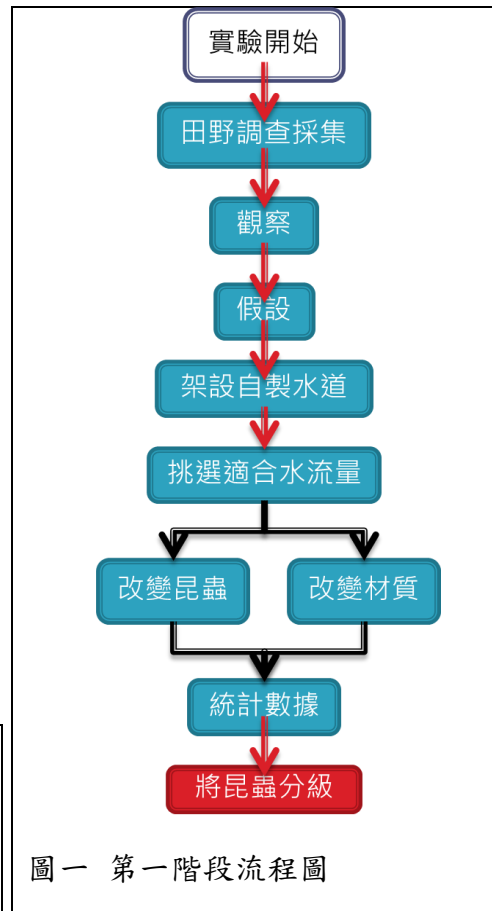 實驗開始
田野調查採集
觀察
假設
架設自製水道
挑選適合水流量
改變昆蟲
改變材質
統計數據
將昆蟲分級
圖一 第一階段流程圖